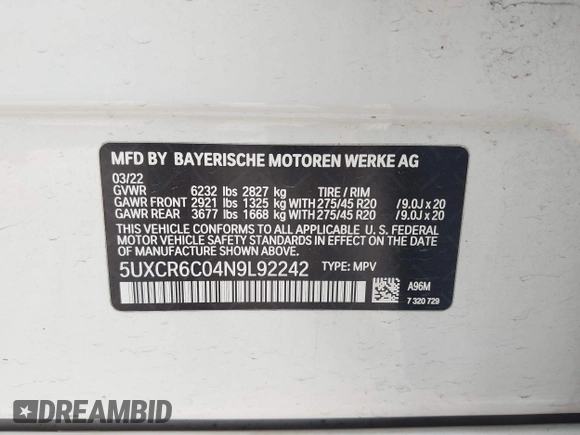 MFD BY BAYERISCHE MOTOREN WERKE AG
03/22
GVWR 6232 lbs 2827 kg TIRE / RIM
GAWR FRONT 2921 lbs 1325 kg WITH 275/45 R20 /9.0J x 20
GAWR REAR 3677 lbs 1668 kg WITH 275/45 R20 /9.0J x 20
THIS VEHICLE CONFORMS TO ALL APPLICABLE U. S. FEDERAL
MOTOR VEHICLE SAFETY STANDARDS IN EFFECT ON THE DATE
OF MANUFACTURE SHOWN ABOVE.
5UXCR6C04N9L92242 TYPE: MPV
A96M
7 320 729
DREAMBID